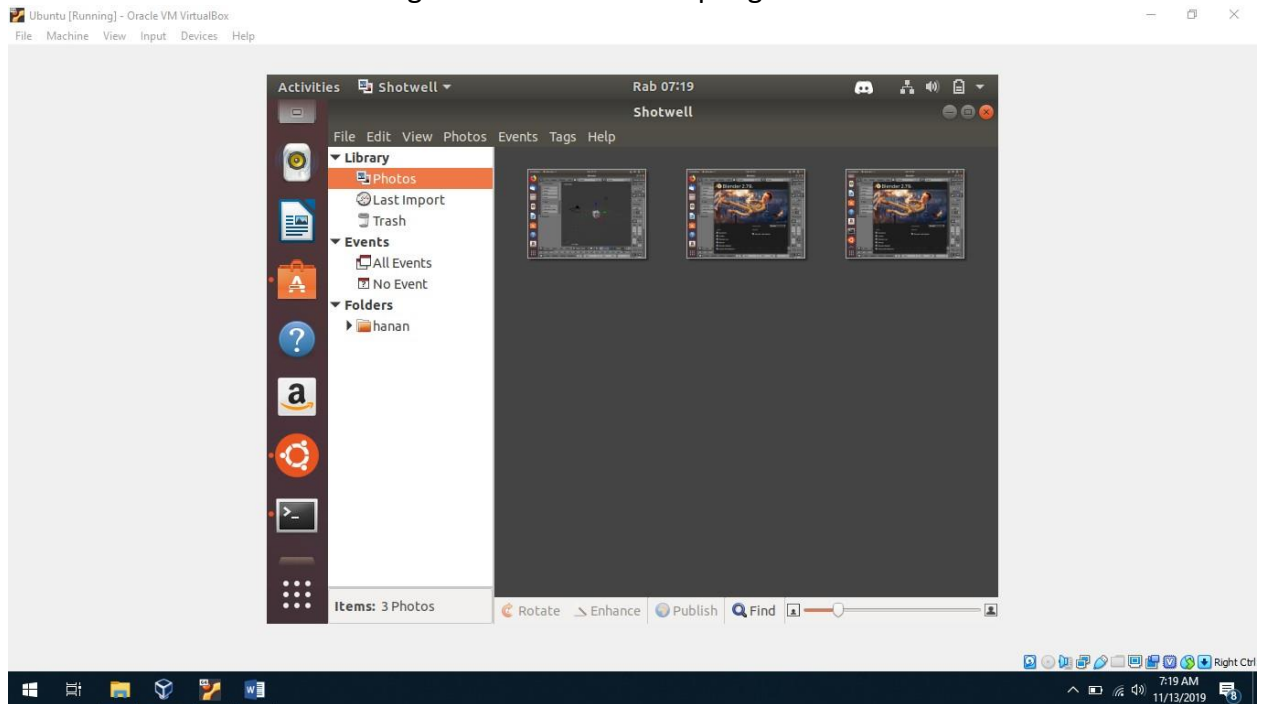 Ubuntu [Running] - Oracle VM VirtualBox
File Machine View Input Devices Help
Activities Shotwell Rab 07:19
Shotwell
File Edit View Photos Events Tags Help
Library
Photos
Last Import
Trash
Events
All Events
No Event
Folders
hanan
Items: 3 Photos
Rotate Enhance Publish Find
Right Ctrl
7:19 AM
11/13/2019
8